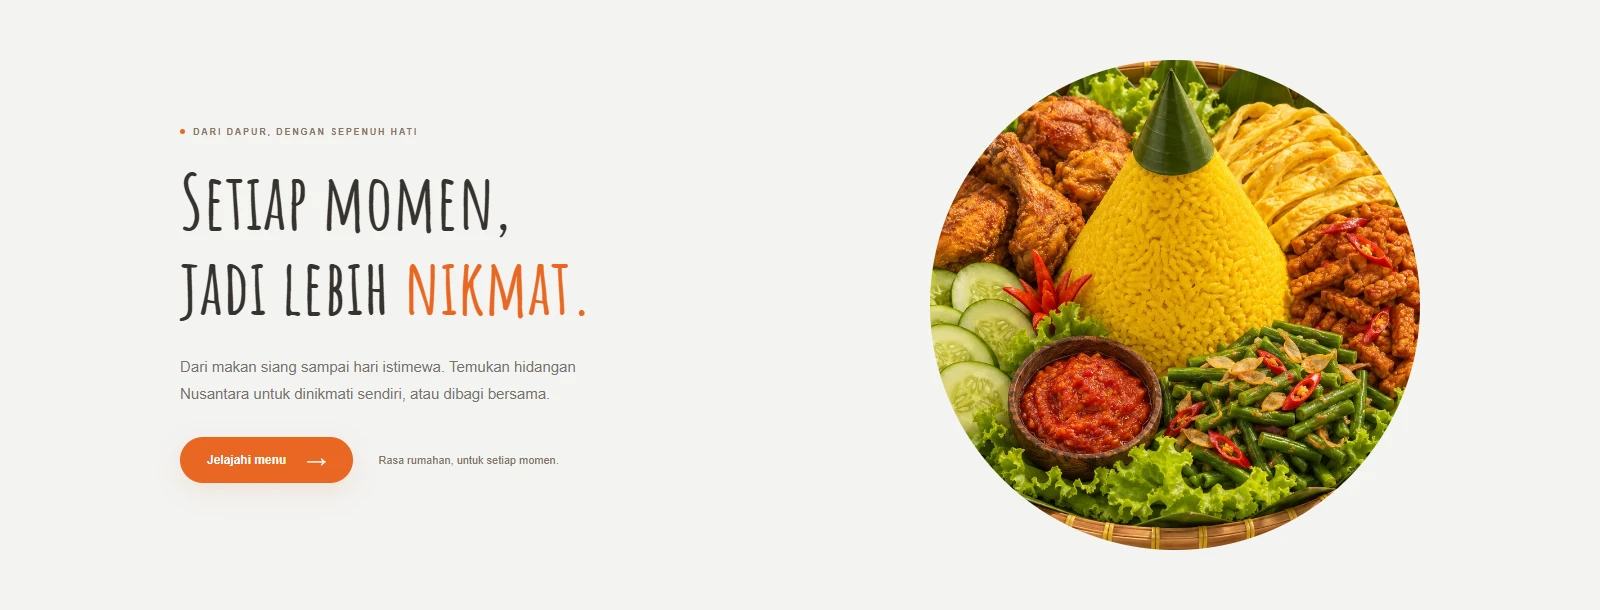 DARI DAPUR, DENGAN SEPENUH HATI
Setiap momen,
jadi lebih nikmat.
Dari makan siang sampai hari istimewa. Temukan hidangan
Nusantara untuk dinikmati sendiri, atau dibagi bersama.
Jelajahi menu →
Rasa rumahan, untuk setiap momen.